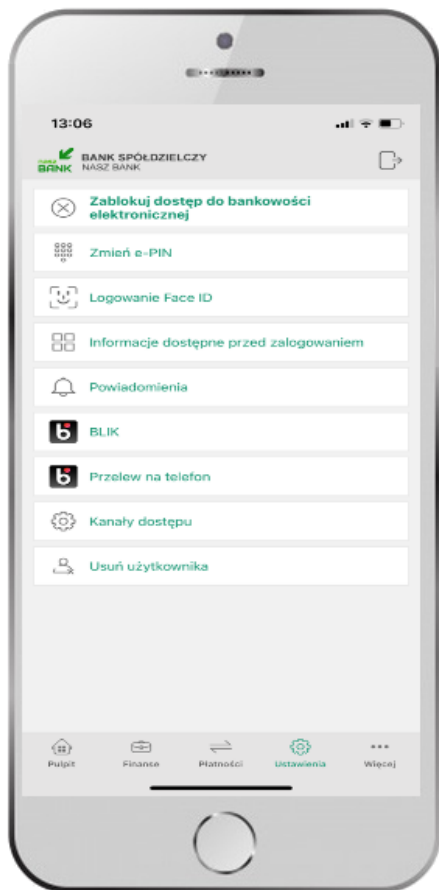 13:06
nasz BANK
BANK SPÓŁDZIELCZY
NASZ BANK
Zablokuj dostęp do bankowości
elektronicznej
Zmień e-PIN
Logowanie Face ID
Informacje dostępne przed zalogowaniem
Powiadomienia
BLIK
Przelew na telefon
Kanały dostępu
Usuń użytkownika
Pulpit
Finanse
Płatności
Ustawienia
Więcej